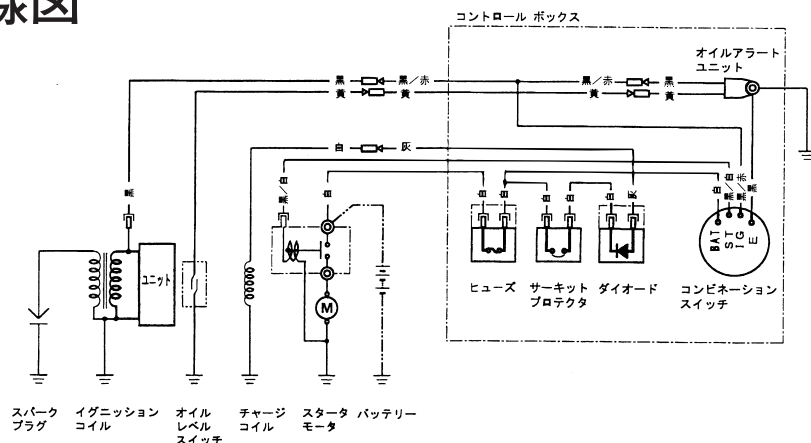 線図
コントロール ボックス
オイルアラート
ユニット
黒
黒/赤
黒/赤
黒
黄
黄
黄
黄
白
灰
黒
黒/白
白
白
白
白
白
白
灰
白
黒/白
黒/赤
黒
BAT
ST
IG
E
ユニット
M
ヒューズ
サーキット
プロテクタ
ダイオード
コンビネーション
スイッチ
スパーク
プラグ
イグニッション
コイル
オイル
レベル
スイッチ
チャージ
コイル
スタータ
モータ
バッテリー